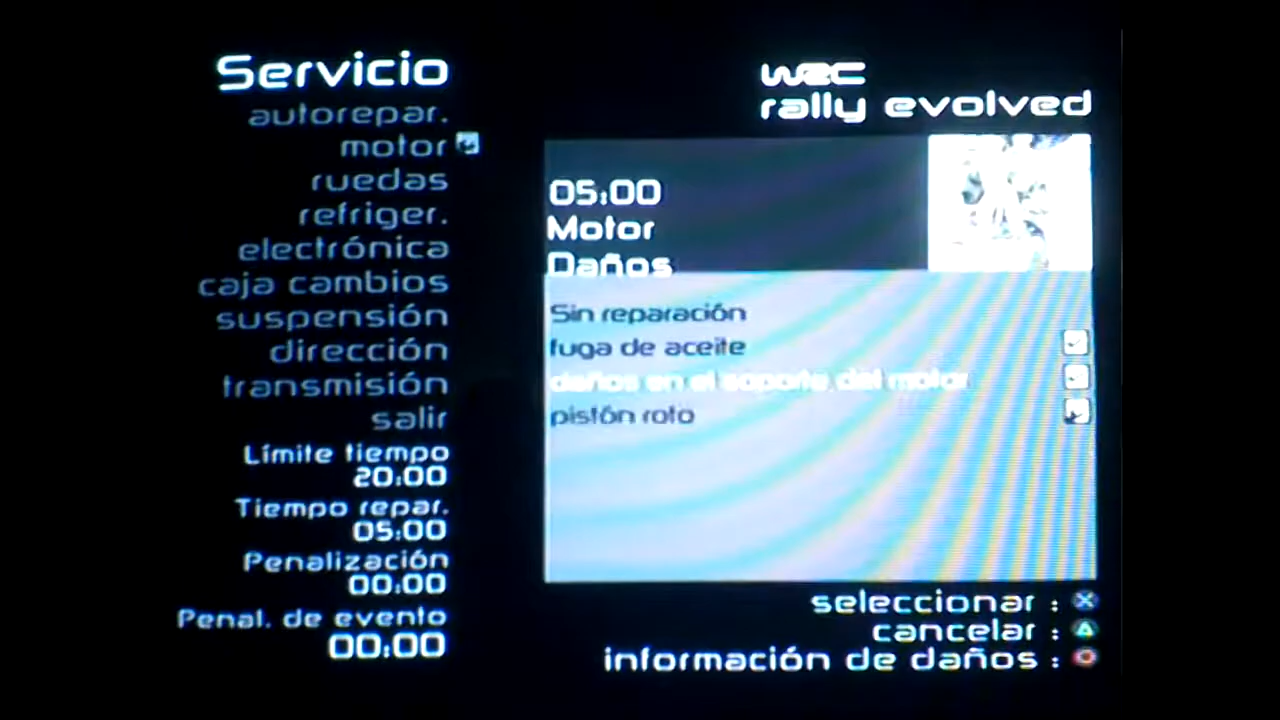 Servicio
autorepar.
motor
ruedas
refriger.
electrónica
caja cambios
suspensión
dirección
transmisión
salir
Límite tiempo
20:00
Tiempo repar.
05:00
Penalización
00:00
Penal. de evento
00:00
wrc
rally evolved
05:00
Motor
Daños
Sin reparación
fuga de aceite
daños en el soporte del motor
pistón roto
seleccionar :
cancelar :
información de daños :